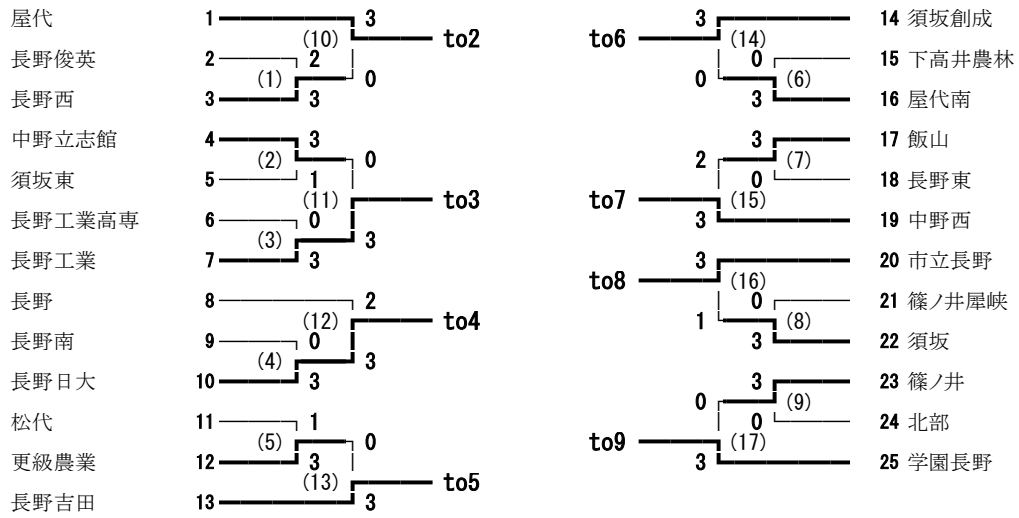 屋代 1 3
(10) to2
長野俊英 2 2
(1) 0
長野西 3 3
中野立志館 4 3
(2) 0
須坂東 5 1
(11) to3
長野工業高専 6 0
(3) 3
長野工業 7 3
長野 8 2
(12) to4
長野南 9 0
(4) 3
長野日大 10 3
松代 11 1
(5) 0
更級農業 12 3
(13) to5
長野吉田 13 3
3 14 須坂創成
to6 (14)
0 15 下高井農林
0 (6)
3 16 屋代南
3 17 飯山
2 (7)
0 18 長野東
to7 (15)
3 19 中野西
3 20 市立長野
to8 (16)
0 21 篠ノ井犀峡
1 (8)
3 22 須坂
3 23 篠ノ井
0 (9)
0 24 北部
to9 (17)
3 25 学園長野